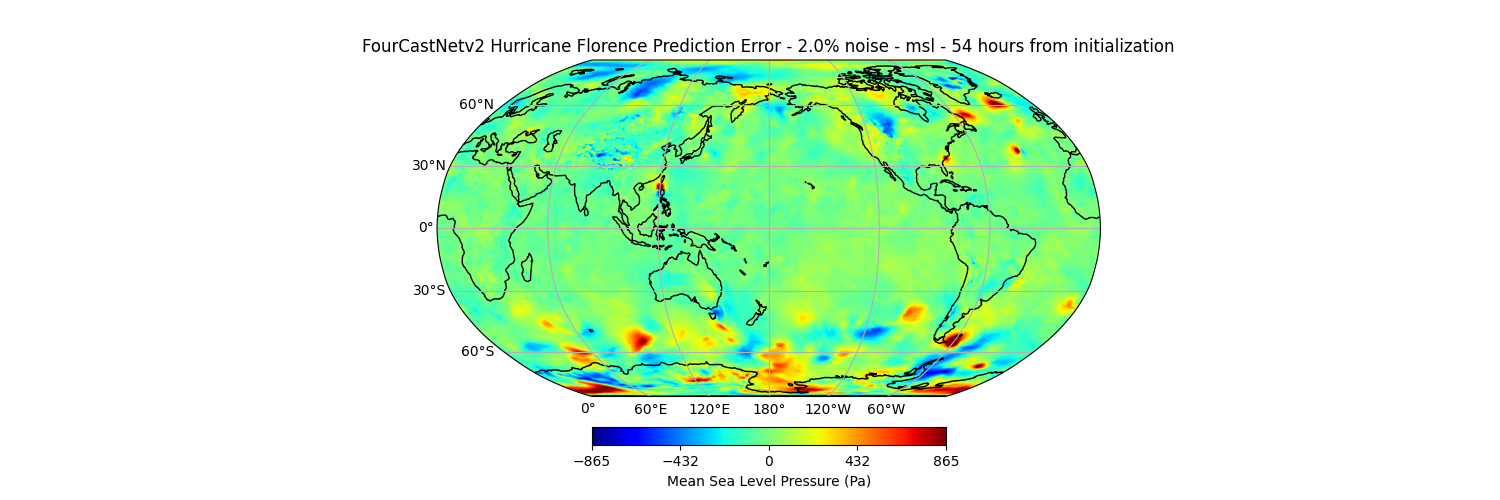 FourCastNetv2 Hurricane Florence Prediction Error - 2.0% noise - msl - 54 hours from initialization
60°N
30°N
0°
30°S
60°S
0° 60°E 120°E 180° 120°W 60°W
−865 −432 0 432 865
Mean Sea Level Pressure (Pa)